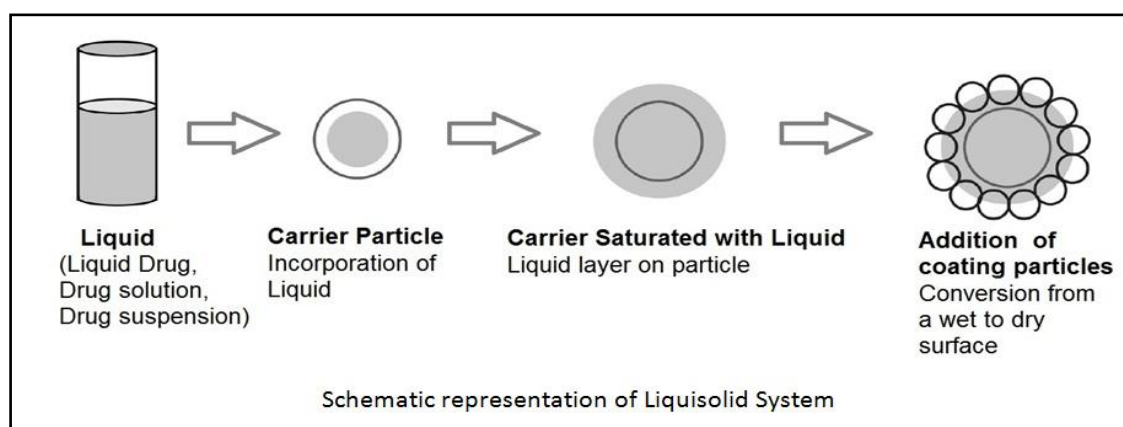 Liquid
(Liquid Drug,
Drug solution,
Drug suspension)
Carrier Particle
Incorporation of
Liquid
Carrier Saturated with Liquid
Liquid layer on particle
Addition of
coating particles
Conversion from
a wet to dry
surface
Schematic representation of Liquisolid System